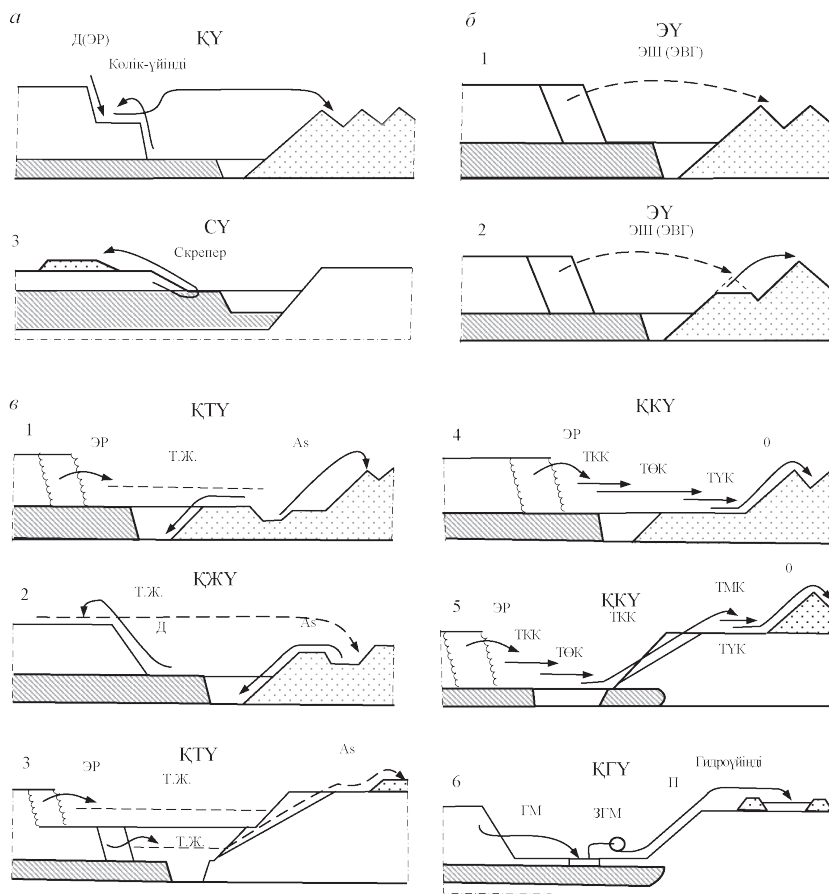 а
ҚҮ
Д(ЭР)
Көлік-үйінді
3
СҮ
Скрепер
б
1
ЭҮ
ЭШ (ЭВГ)
2
ЭҮ
ЭШ (ЭВГ)
в
1
ҚТҮ
ЭР
Т.Ж.
As
2
ҚЖҮ
Т.Ж.
Д
As
3
ҚТҮ
ЭР
Т.Ж.
Т.Ж.
As
4
ҚКҮ
ЭР
ТКК
ТӨК
ТҮК
0
5
ҚКҮ
ЭР
ТКК
ТӨК
ТКК
ТМК
ТҮК
0
6
ҚГҮ
ГМ
ЗГМ
П
Гидроүйінді